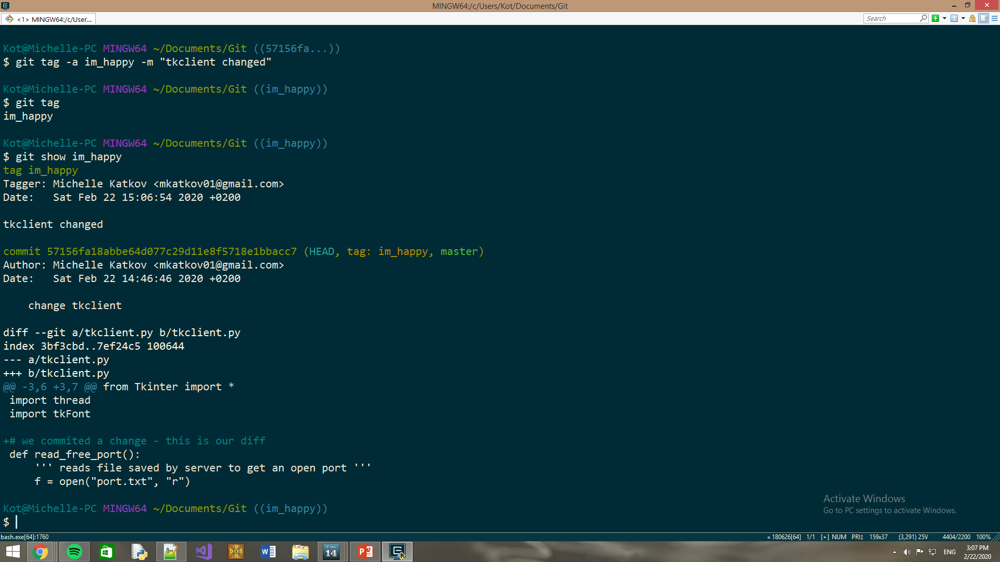 MINGW64:/c/Users/Kot/Documents/Git
<1> MINGW64:/c/User...
Search
Kot@Michelle-PC MINGW64 ~/Documents/Git ((57156fa...))
$ git tag -a im_happy -m "tkclient changed"
Kot@Michelle-PC MINGW64 ~/Documents/Git ((im_happy))
$ git tag
im_happy
Kot@Michelle-PC MINGW64 ~/Documents/Git ((im_happy))
$ git show im_happy
tag im_happy
Tagger: Michelle Katkov <mkatkov01@gmail.com>
Date:   Sat Feb 22 15:06:54 2020 +0200
tkclient changed
commit 57156fa18abbe64d077c29d11e8f5718e1bbacc7 (HEAD, tag: im_happy, master)
Author: Michelle Katkov <mkatkov01@gmail.com>
Date:   Sat Feb 22 14:46:46 2020 +0200
    change tkclient
diff --git a/tkclient.py b/tkclient.py
index 3bf3cbd..7ef24c5 100644
--- a/tkclient.py
+++ b/tkclient.py
@@ -3,6 +3,7 @@ from Tkinter import *
 import thread
 import tkFont
+# we commited a change - this is our diff
 def read_free_port():
     ''' reads file saved by server to get an open port '''
     f = open("port.txt", "r")
Kot@Michelle-PC MINGW64 ~/Documents/Git ((im_happy))
$
Activate Windows
Go to PC settings to activate Windows.
bash.exe[64]:1760
« 180626[64] 1/1 [+] NUM PRI↕ 159x37 (3,291) 25V 4404/2200 100%
14
ENG
3:07 PM
2/22/2020